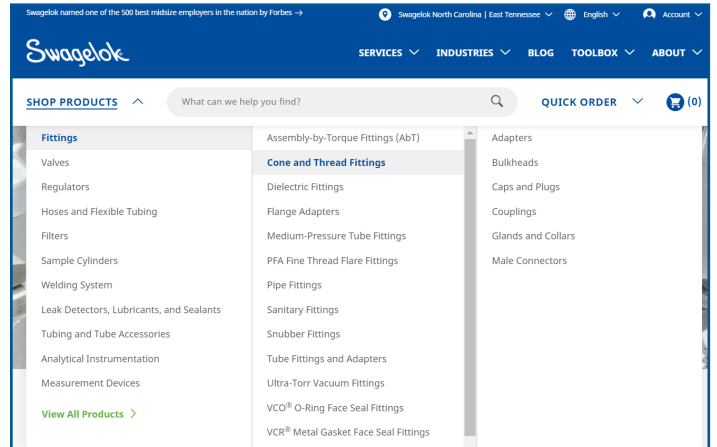 Swagelok named one of the 500 best midsize employers in the nation by Forbes →
Swagelok North Carolina | East Tennessee
English
Account
Swagelok
SERVICES
INDUSTRIES
BLOG
TOOLBOX
ABOUT
SHOP PRODUCTS
What can we help you find?
QUICK ORDER
(0)
Fittings
Valves
Regulators
Hoses and Flexible Tubing
Filters
Sample Cylinders
Welding System
Leak Detectors, Lubricants, and Sealants
Tubing and Tube Accessories
Analytical Instrumentation
Measurement Devices
View All Products >
Assembly-by-Torque Fittings (AbT)
Cone and Thread Fittings
Dielectric Fittings
Flange Adapters
Medium-Pressure Tube Fittings
PFA Fine Thread Flare Fittings
Pipe Fittings
Sanitary Fittings
Snubber Fittings
Tube Fittings and Adapters
Ultra-Torr Vacuum Fittings
VCO® O-Ring Face Seal Fittings
VCR® Metal Gasket Face Seal Fittings
Adapters
Bulkheads
Caps and Plugs
Couplings
Glands and Collars
Male Connectors